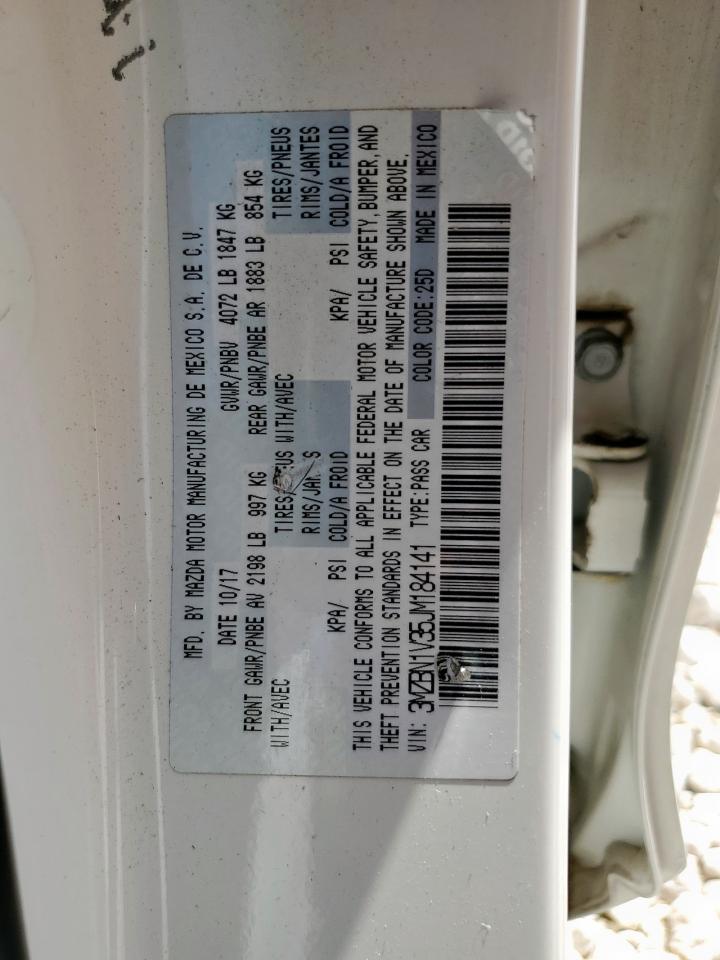 MFD. BY MAZDA MOTOR MANUFACTURING DE MEXICO S.A. DE C.V.
DATE 10/17 GVWR/PNBV 4072 LB 1847 KG
FRONT GAWR/PNBE AV 2198 LB 997 KG REAR GAWR/PNBE AR 1883 LB 854 KG
WITH/AVEC TIRES/PNEUS WITH/AVEC TIRES/PNEUS
RIMS/JANTES RIMS/JANTES
KPA/ PSI COLD/A FROID KPA/ PSI COLD/A FROID
THIS VEHICLE CONFORMS TO ALL APPLICABLE FEDERAL MOTOR VEHICLE SAFETY, BUMPER, AND
THEFT PREVENTION STANDARDS IN EFFECT ON THE DATE OF MANUFACTURE SHOWN ABOVE.
VIN: 3MZBN1V35JM184141 TYPE:PASS CAR COLOR CODE:25D MADE IN MEXICO